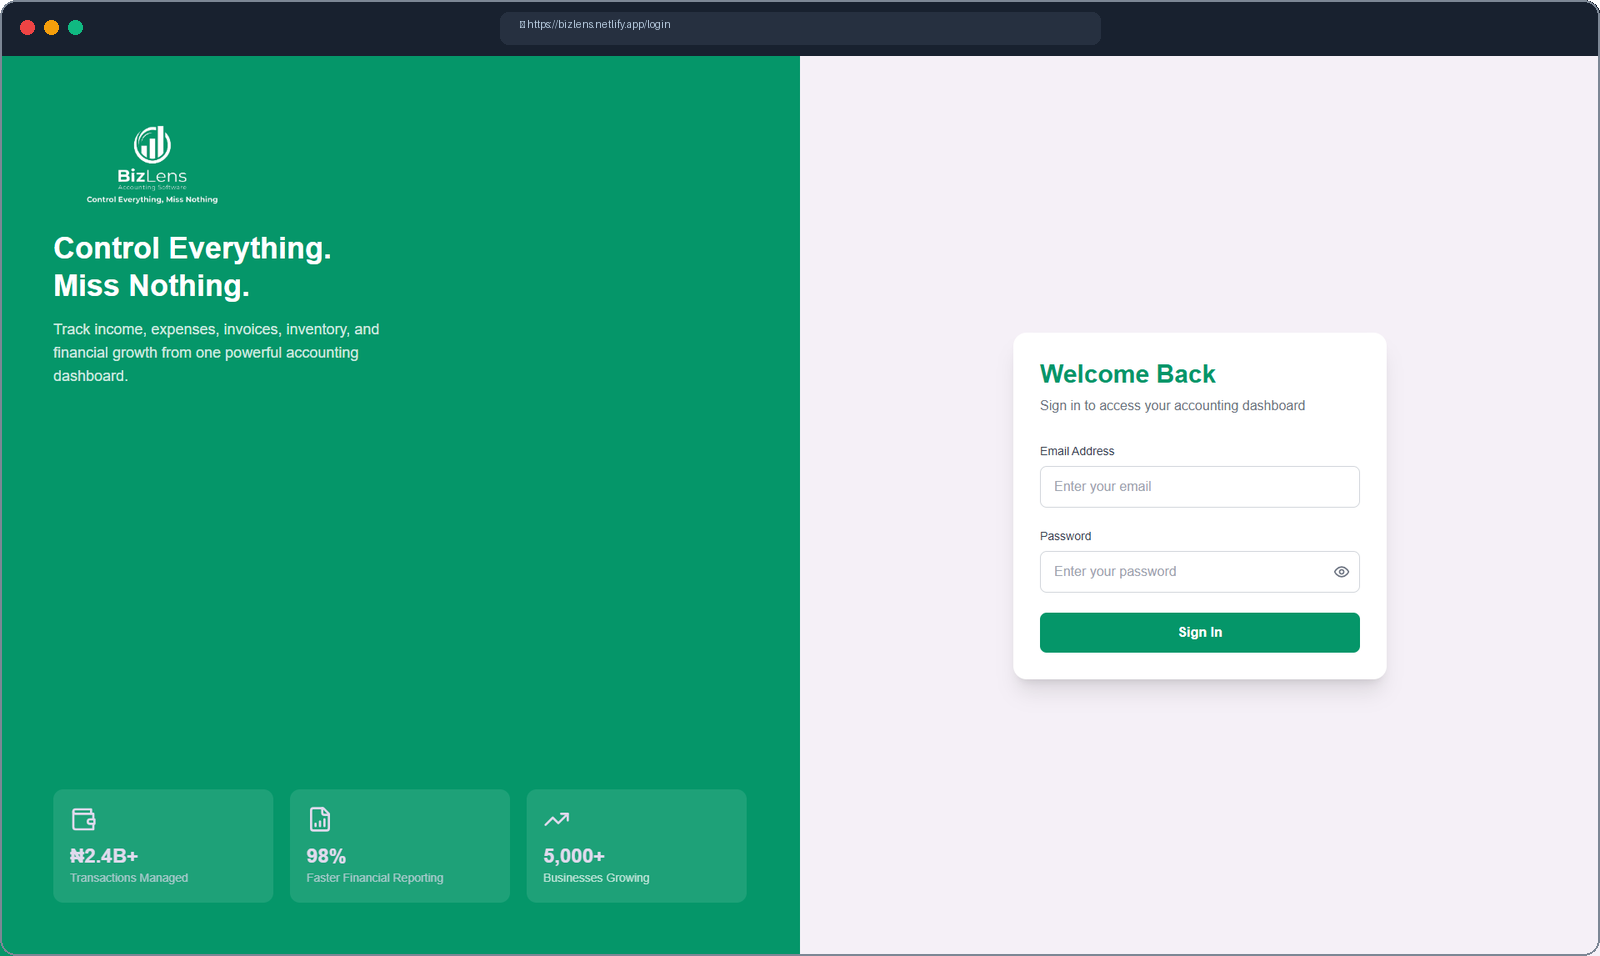 https://bizlens.netlify.app/login
BizLens
Accounting Software
Control Everything, Miss Nothing
Control Everything.
Miss Nothing.
Track income, expenses, invoices, inventory, and
financial growth from one powerful accounting
dashboard.
₦2.4B+
Transactions Managed
98%
Faster Financial Reporting
5,000+
Businesses Growing
Welcome Back
Sign in to access your accounting dashboard
Email Address
Enter your email
Password
Enter your password
Sign In